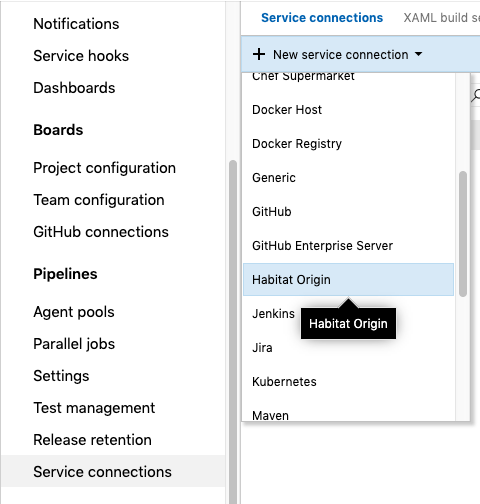 Notifications
Service hooks
Dashboards
Boards
Project configuration
Team configuration
GitHub connections
Pipelines
Agent pools
Parallel jobs
Settings
Test management
Release retention
Service connections
Service connections XAML build se
+ New service connection
Chef Supermarket
Docker Host
Docker Registry
Generic
GitHub
GitHub Enterprise Server
Habitat Origin
Jenkins
Habitat Origin
Jira
Kubernetes
Maven